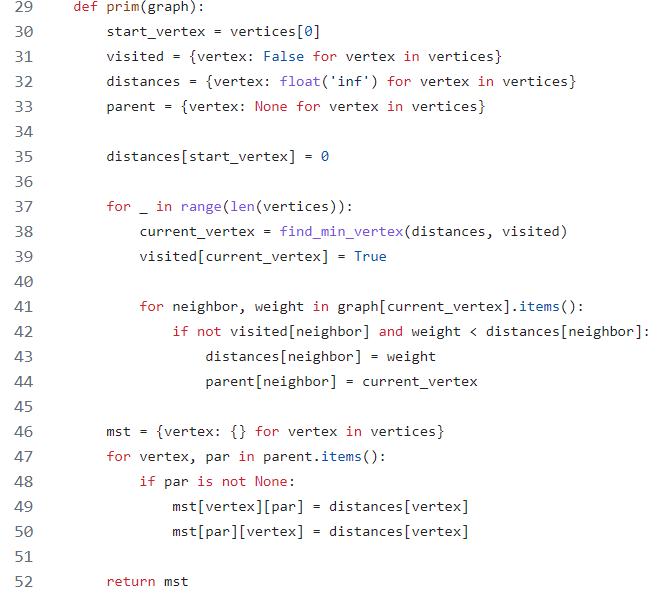 29    def prim(graph):
30        start_vertex = vertices[0]
31        visited = {vertex: False for vertex in vertices}
32        distances = {vertex: float('inf') for vertex in vertices}
33        parent = {vertex: None for vertex in vertices}
34
35        distances[start_vertex] = 0
36
37        for _ in range(len(vertices)):
38            current_vertex = find_min_vertex(distances, visited)
39            visited[current_vertex] = True
40
41            for neighbor, weight in graph[current_vertex].items():
42                if not visited[neighbor] and weight < distances[neighbor]:
43                    distances[neighbor] = weight
44                    parent[neighbor] = current_vertex
45
46        mst = {vertex: {} for vertex in vertices}
47        for vertex, par in parent.items():
48            if par is not None:
49                mst[vertex][par] = distances[vertex]
50                mst[par][vertex] = distances[vertex]
51
52        return mst